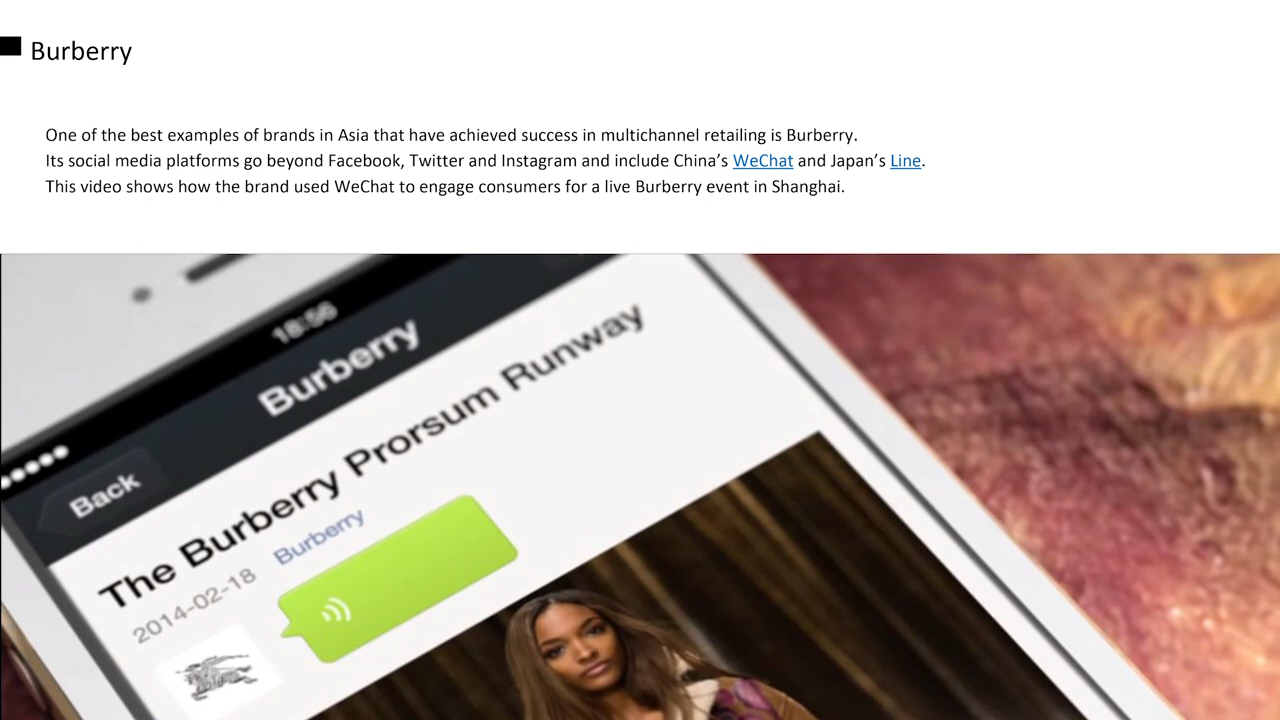 Burberry
One of the best examples of brands in Asia that have achieved success in multichannel retailing is Burberry.
Its social media platforms go beyond Facebook, Twitter and Instagram and include China’s WeChat and Japan’s Line.
This video shows how the brand used WeChat to engage consumers for a live Burberry event in Shanghai.
18:56
Burberry
Back
The Burberry Prorsum Runway
2014-02-18 Burberry